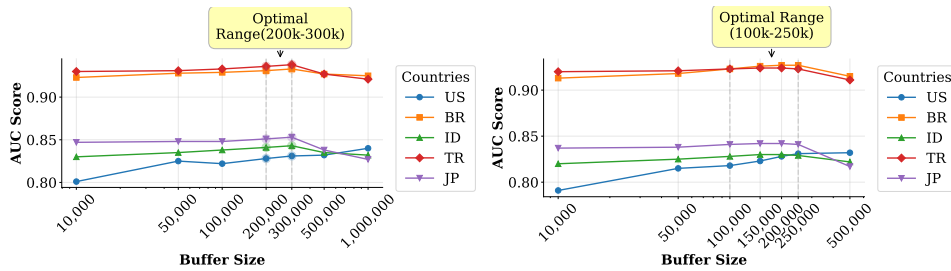 Optimal
Range(200k-300k)
AUC Score
0.90
0.85
0.80
10,000
50,000
100,000
200,000
300,000
500,000
1,000,000
Buffer Size
Countries
US
BR
ID
TR
JP
Optimal Range
(100k-250k)
AUC Score
0.90
0.85
0.80
10,000
50,000
100,000
150,000
200,000
250,000
500,000
Buffer Size
Countries
US
BR
ID
TR
JP